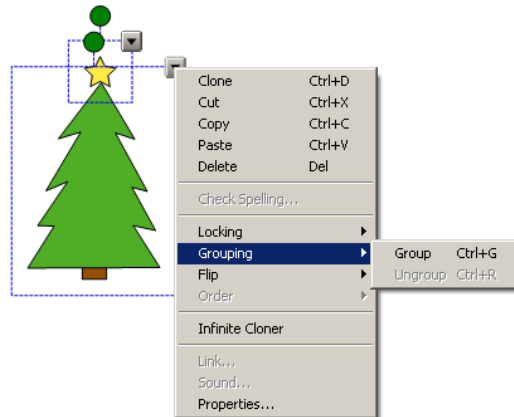 Clone Ctrl+D
Cut Ctrl+X
Copy Ctrl+C
Paste Ctrl+V
Delete Del
Check Spelling...
Locking
Grouping
Group Ctrl+G
Flip
Ungroup Ctrl+R
Order
Infinite Cloner
Link...
Sound...
Properties...